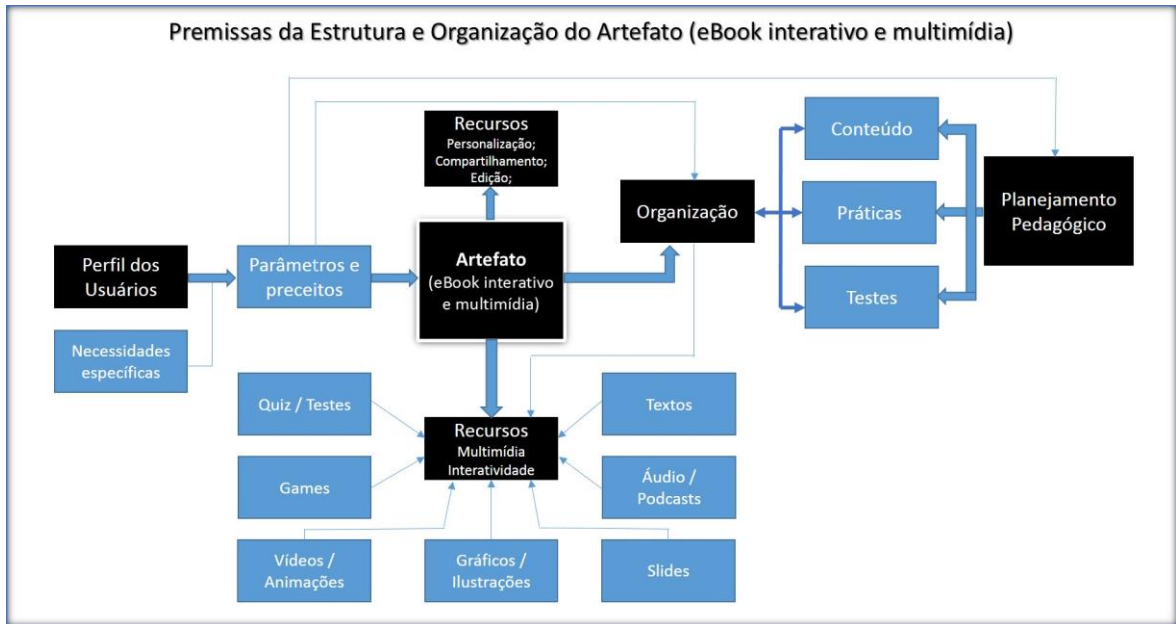 Premissas da Estrutura e Organização do Artefato (eBook interativo e multimídia)
Recursos
Personalização;
Compartilhamento;
Edição;
Conteúdo
Organização
Práticas
Planejamento
Pedagógico
Perfil dos
Usuários
Parâmetros e
preceitos
Artefato
(eBook interativo
e multimídia)
Testes
Necessidades
específicas
Quiz / Testes
Textos
Recursos
Multimídia
Interatividade
Games
Áudio /
Podcasts
Vídeos /
Animações
Gráficos /
Ilustrações
Slides